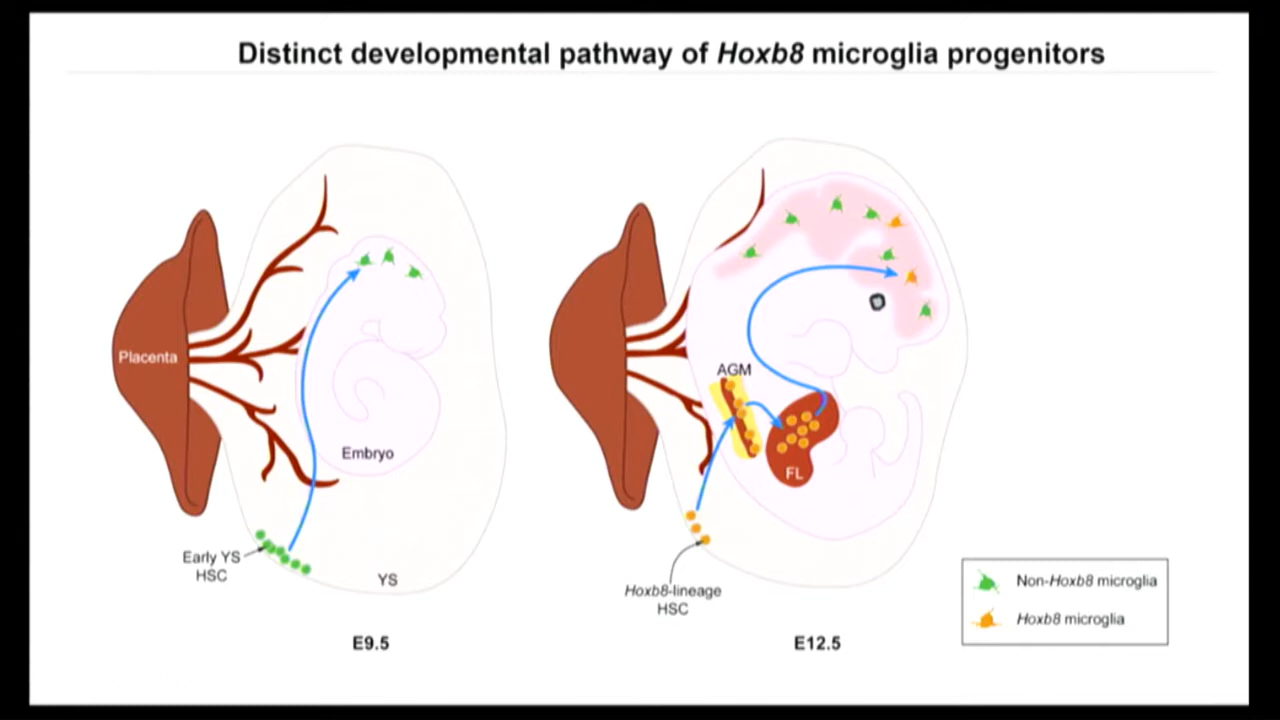 Distinct developmental pathway of Hoxb8 microglia progenitors
Placenta
Embryo
Early YS
HSC
YS
E9.5
AGM
FL
Hoxb8-lineage
HSC
E12.5
Non-Hoxb8 microglia
Hoxb8 microglia